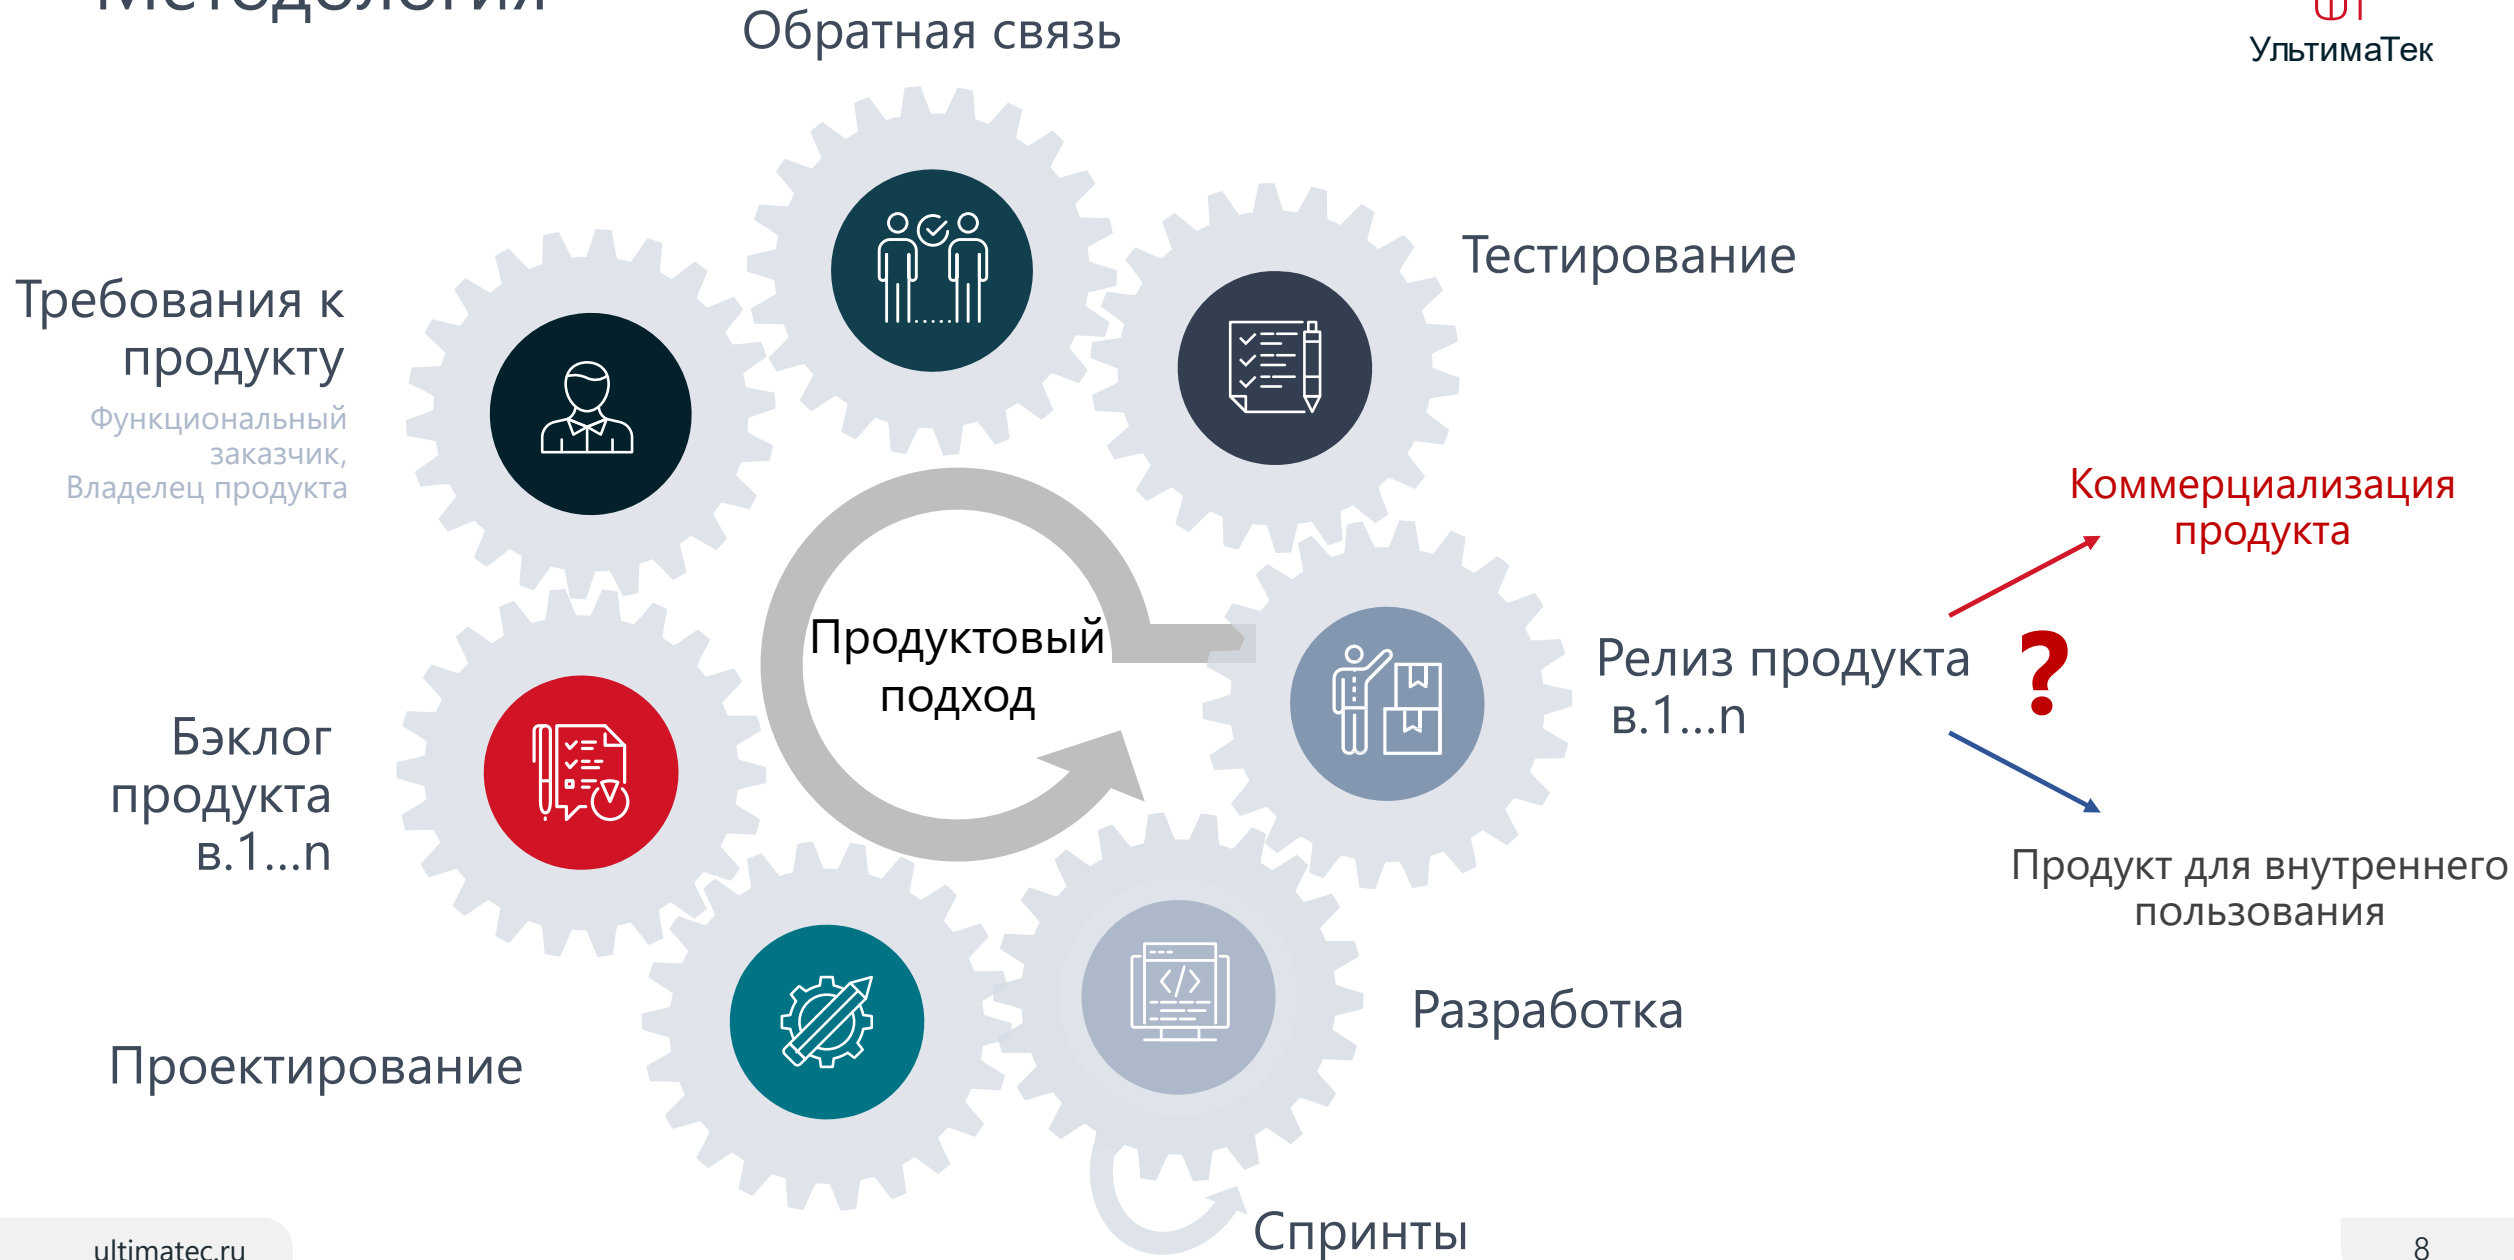 Методология
Обратная связь
УльтимаТек
Тестирование
Требования к
продукту
Функциональный
заказчик,
Владелец продукта
Коммерциализация
продукта
Продуктовый
подход
Релиз продукта
в.1...n
?
Бэклог
продукта
в.1...n
Продукт для внутреннего
пользования
Разработка
Проектирование
Спринты
ultimatec.ru
8